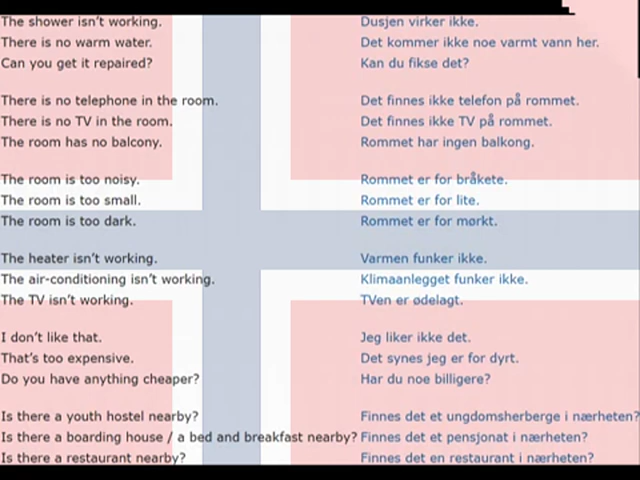 The shower isn't working. Dusjen virker ikke.
There is no warm water. Det kommer ikke noe varmt vann her.
Can you get it repaired? Kan du fikse det?
There is no telephone in the room. Det finnes ikke telefon på rommet.
There is no TV in the room. Det finnes ikke TV på rommet.
The room has no balcony. Rommet har ingen balkong.
The room is too noisy. Rommet er for bråkete.
The room is too small. Rommet er for lite.
The room is too dark. Rommet er for mørkt.
The heater isn't working. Varmen funker ikke.
The air-conditioning isn't working. Klimaanlegget funker ikke.
The TV isn't working. TVen er ødelagt.
I don't like that. Jeg liker ikke det.
That's too expensive. Det synes jeg er for dyrt.
Do you have anything cheaper? Har du noe billigere?
Is there a youth hostel nearby? Finnes det et ungdomsherberge i nærheten?
Is there a boarding house / a bed and breakfast nearby? Finnes det et pensjonat i nærheten?
Is there a restaurant nearby? Finnes det en restaurant i nærheten?